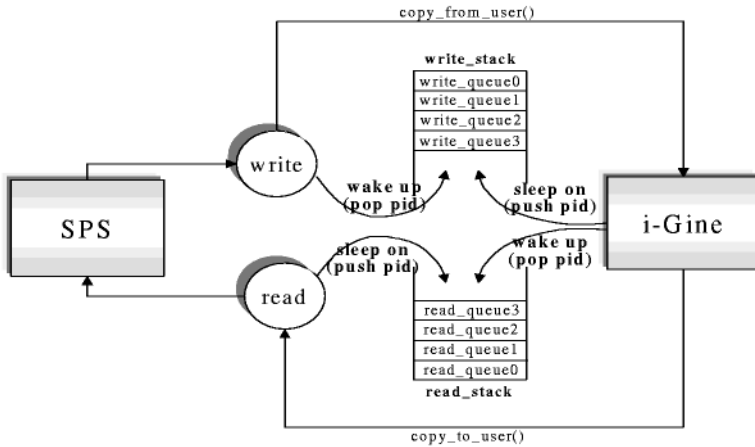 copy_from_user()
write_stack
write_queue0
write_queue1
write_queue2
write_queue3
write
wake up
(pop pid)
sleep on
(push pid)
SPS
i-Gine
sleep on
(push pid)
wake up
(pop pid)
read
read_queue3
read_queue2
read_queue1
read_queue0
read_stack
copy_to_user()